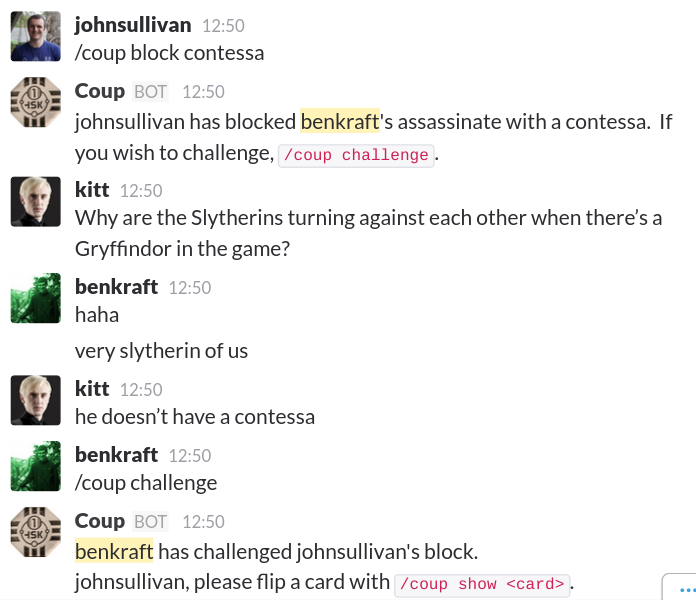 johnsullivan 12:50
/coup block contessa
Coup BOT 12:50
johnsullivan has blocked benkraft's assassinate with a contessa. If
you wish to challenge, /coup challenge.
kitt 12:50
Why are the Slytherins turning against each other when there’s a
Gryffindor in the game?
benkraft 12:50
haha
very slytherin of us
kitt 12:50
he doesn’t have a contessa
benkraft 12:50
/coup challenge
Coup BOT 12:50
benkraft has challenged johnsullivan's block.
johnsullivan, please flip a card with /coup show <card>.